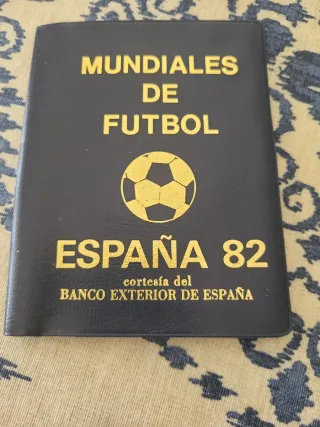 MUNDIALES
DE
FUTBOL
ESPAÑA 82
cortesía del
BANCO EXTERIOR DE ESPAÑA